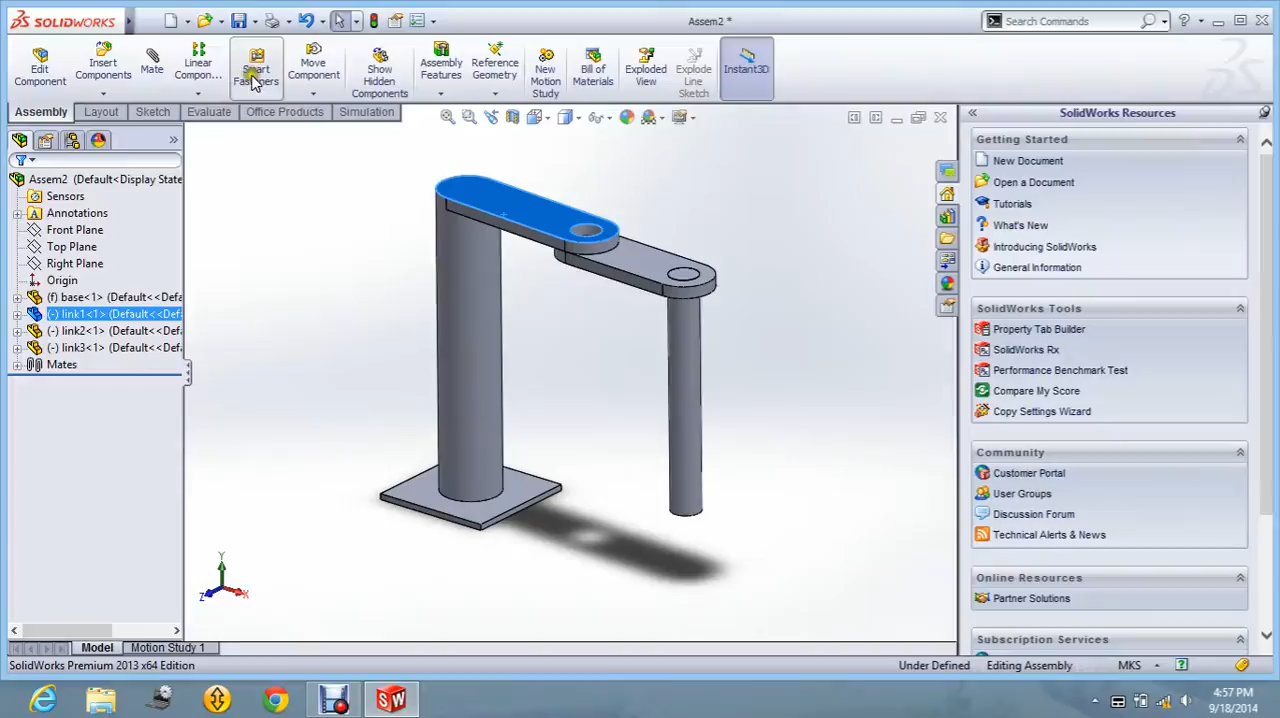 SOLIDWORKS
Assem2 *
Search Commands
Edit Component
Insert Components
Mate
Linear Compon...
Smart Fasteners
Move Component
Show Hidden Components
Assembly Features
Reference Geometry
New Motion Study
Bill of Materials
Exploded View
Explode Line Sketch
Instant3D
Assembly Layout Sketch Evaluate Office Products Simulation
Assem2 (Default<Display State
Sensors
Annotations
Front Plane
Top Plane
Right Plane
Origin
(f) base<1> (Default<<Defa
(-) link1<1> (Default<<Def
(-) link2<1> (Default<<Def
(-) link3<1> (Default<<Def
Mates
Y
Z
X
SolidWorks Resources
Getting Started
New Document
Open a Document
Tutorials
What's New
Introducing SolidWorks
General Information
SolidWorks Tools
Property Tab Builder
SolidWorks Rx
Performance Benchmark Test
Compare My Score
Copy Settings Wizard
Community
Customer Portal
User Groups
Discussion Forum
Technical Alerts & News
Online Resources
Partner Solutions
Subscription Services
Model Motion Study 1
SolidWorks Premium 2013 x64 Edition
Under Defined Editing Assembly MKS
4:57 PM
9/18/2014